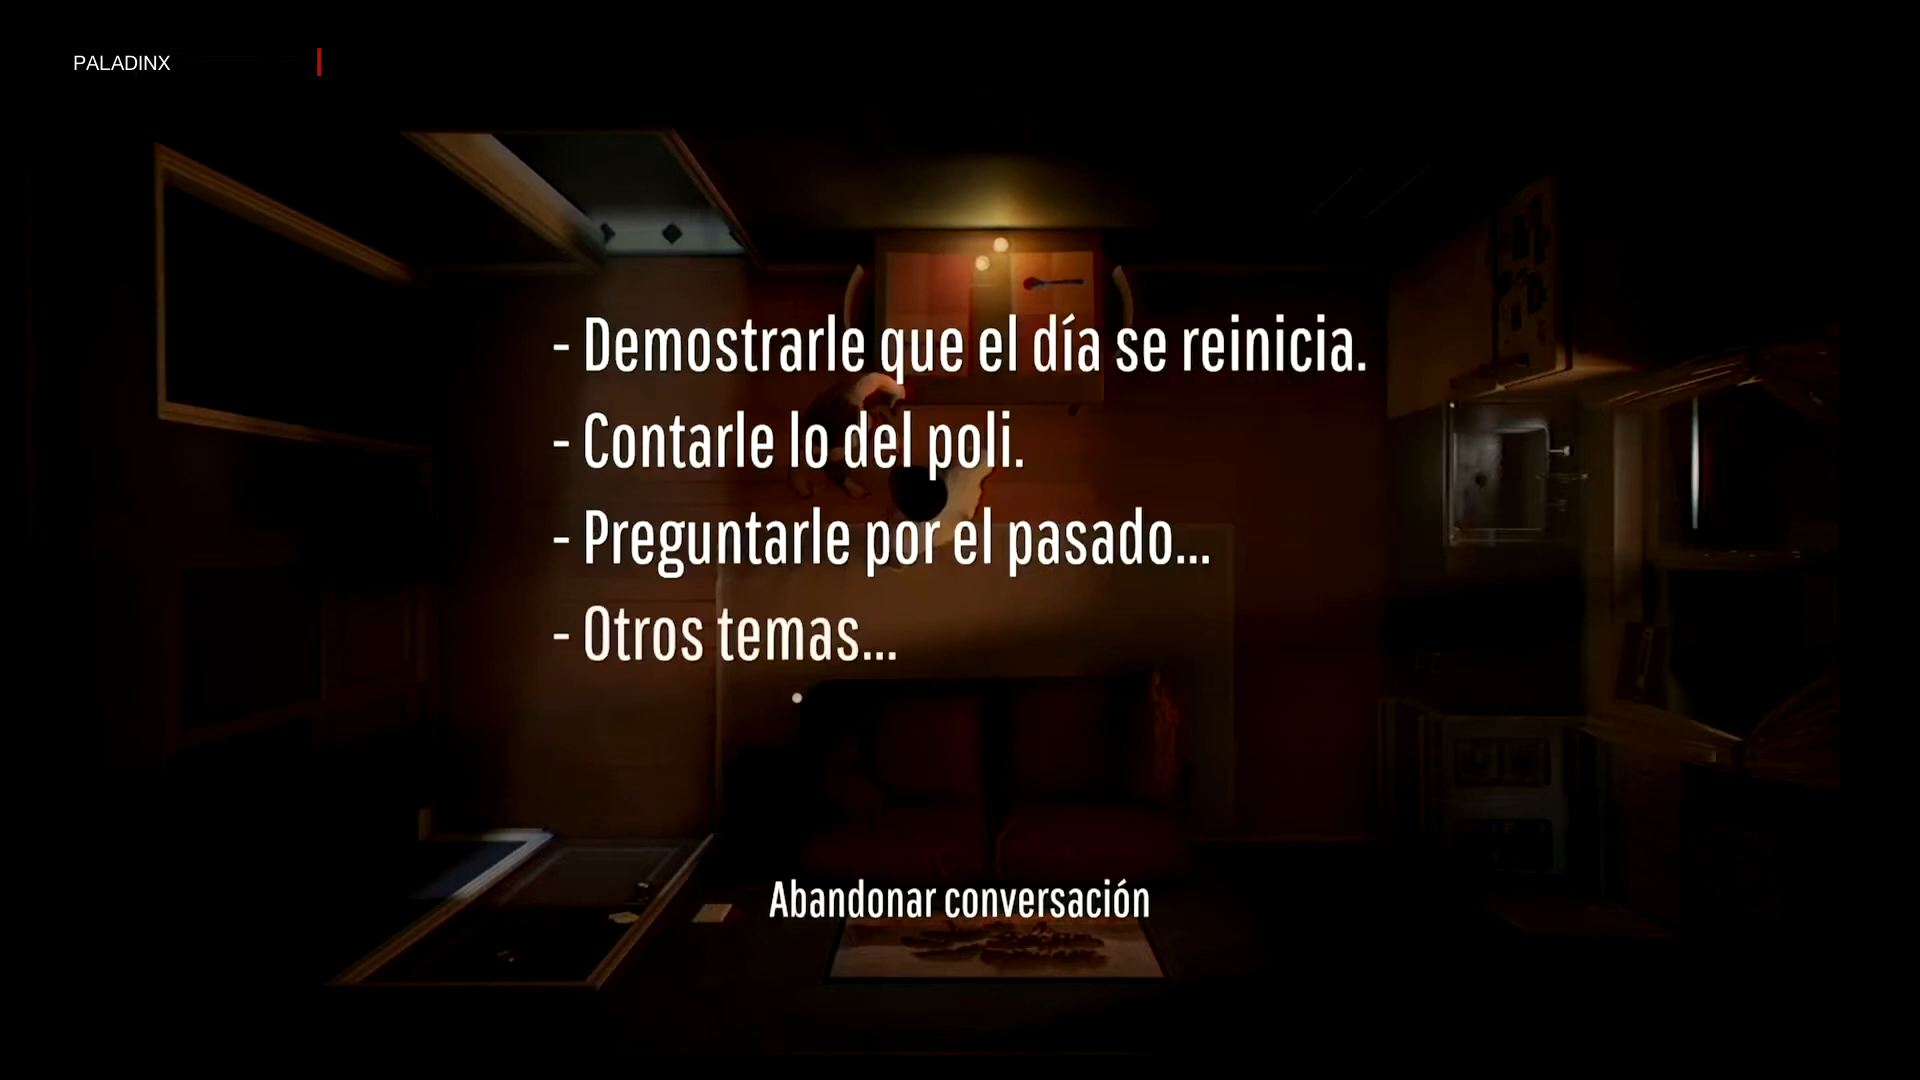 PALADINX
- Demostrarle que el día se reinicia.
- Contarle lo del poli.
- Preguntarle por el pasado...
- Otros temas...
Abandonar conversación